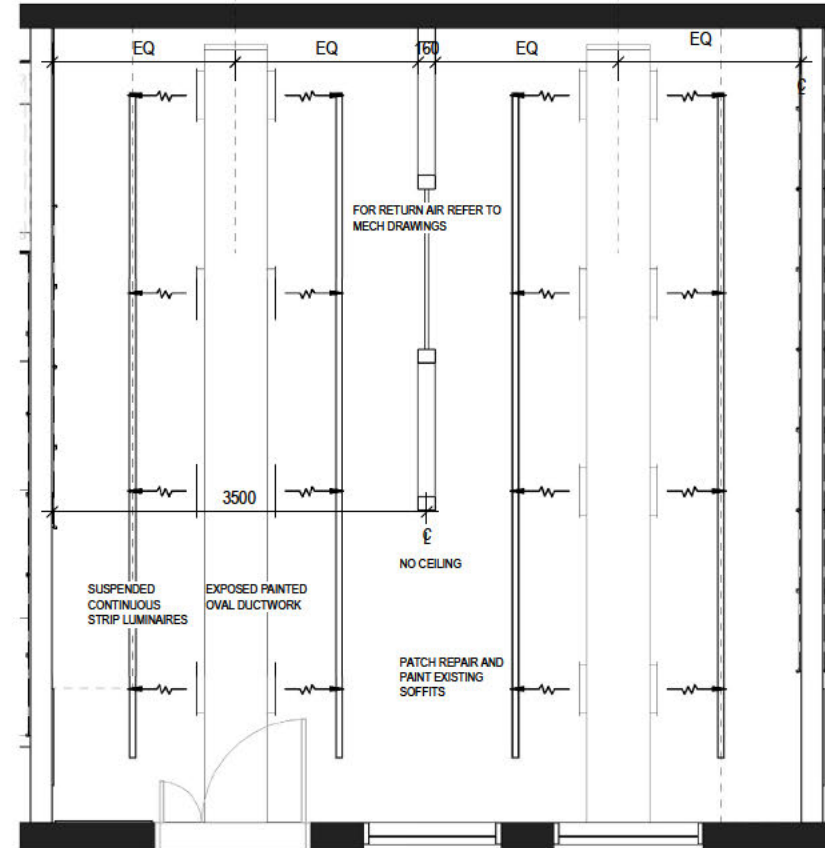 EQ
EQ
160
EQ
EQ
℄
FOR RETURN AIR REFER TO
MECH DRAWINGS
3500
℄
NO CEILING
SUSPENDED
CONTINUOUS
STRIP LUMINAIRES
EXPOSED PAINTED
OVAL DUCTWORK
PATCH REPAIR AND
PAINT EXISTING
SOFFITS